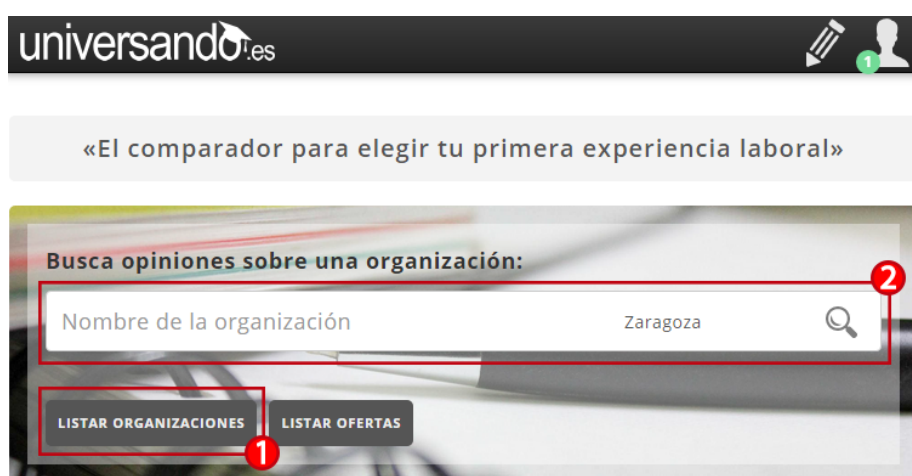 universando.es
1
«El comparador para elegir tu primera experiencia laboral»
Busca opiniones sobre una organización:
2
Nombre de la organización Zaragoza
LISTAR ORGANIZACIONES LISTAR OFERTAS
1